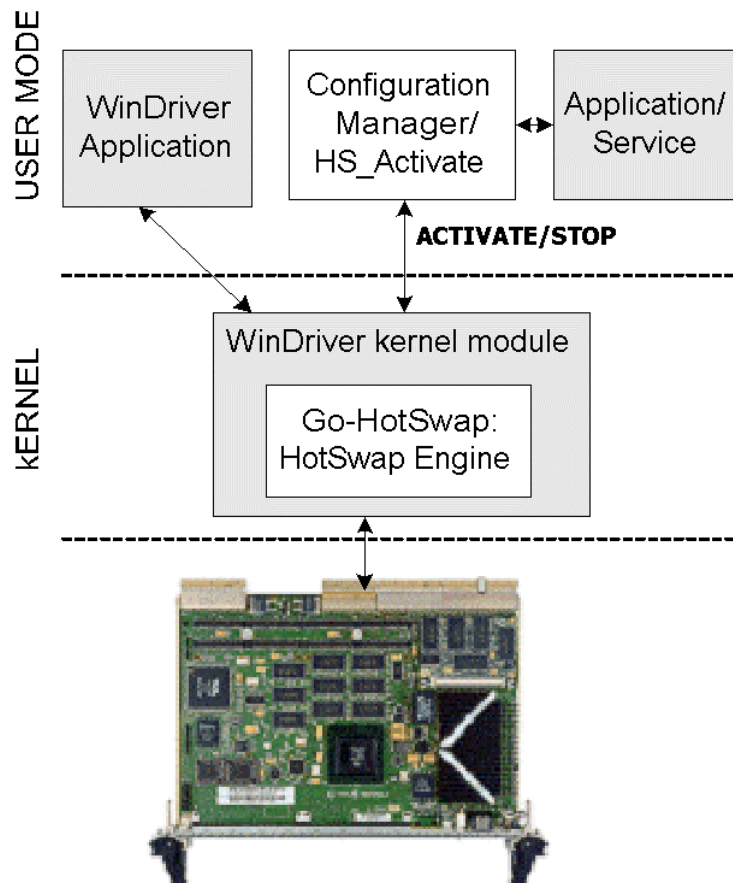 USER MODE
WinDriver
Application
Configuration
Manager/
HS_Activate
Application/
Service
ACTIVATE/STOP
kERNEL
WinDriver kernel module
Go-HotSwap:
HotSwap Engine